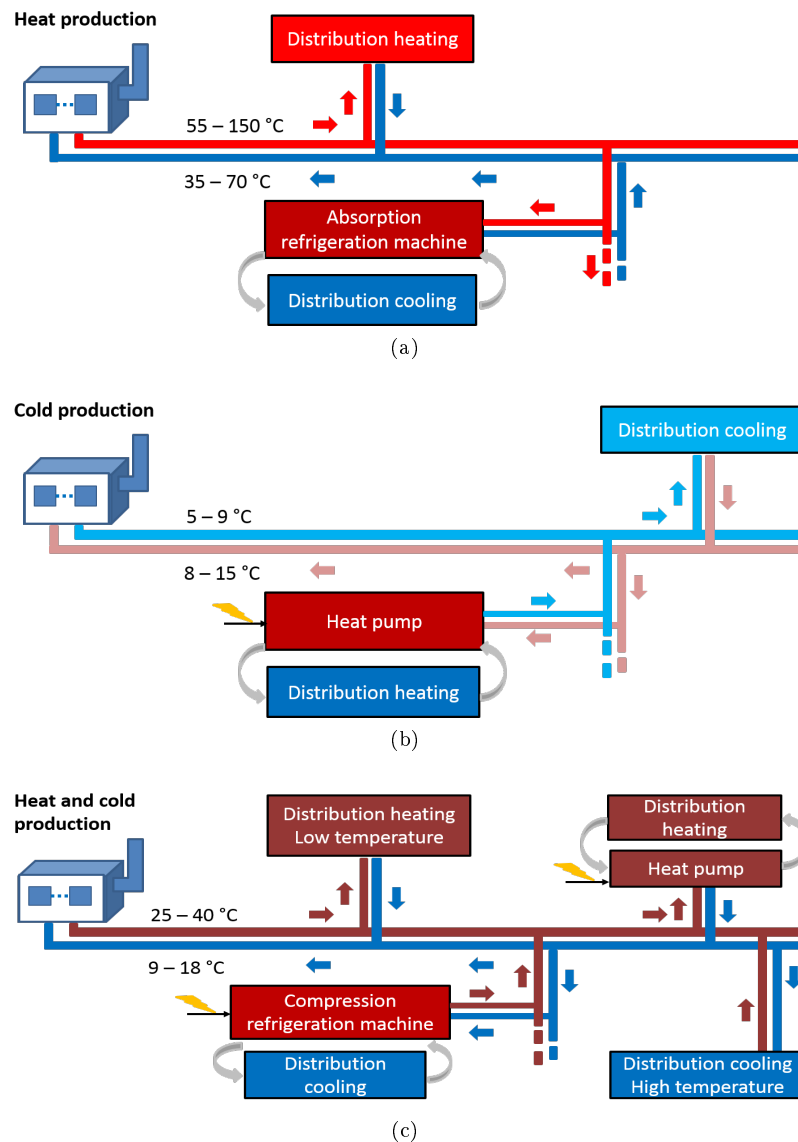 Heat production
Distribution heating
55 – 150 °C
35 – 70 °C
Absorption
refrigeration machine
Distribution cooling
(a)
Cold production
Distribution cooling
5 – 9 °C
8 – 15 °C
Heat pump
Distribution heating
(b)
Heat and cold
production
Distribution heating
Low temperature
Distribution
heating
Heat pump
25 – 40 °C
9 – 18 °C
Compression
refrigeration machine
Distribution
cooling
Distribution cooling
High temperature
(c)